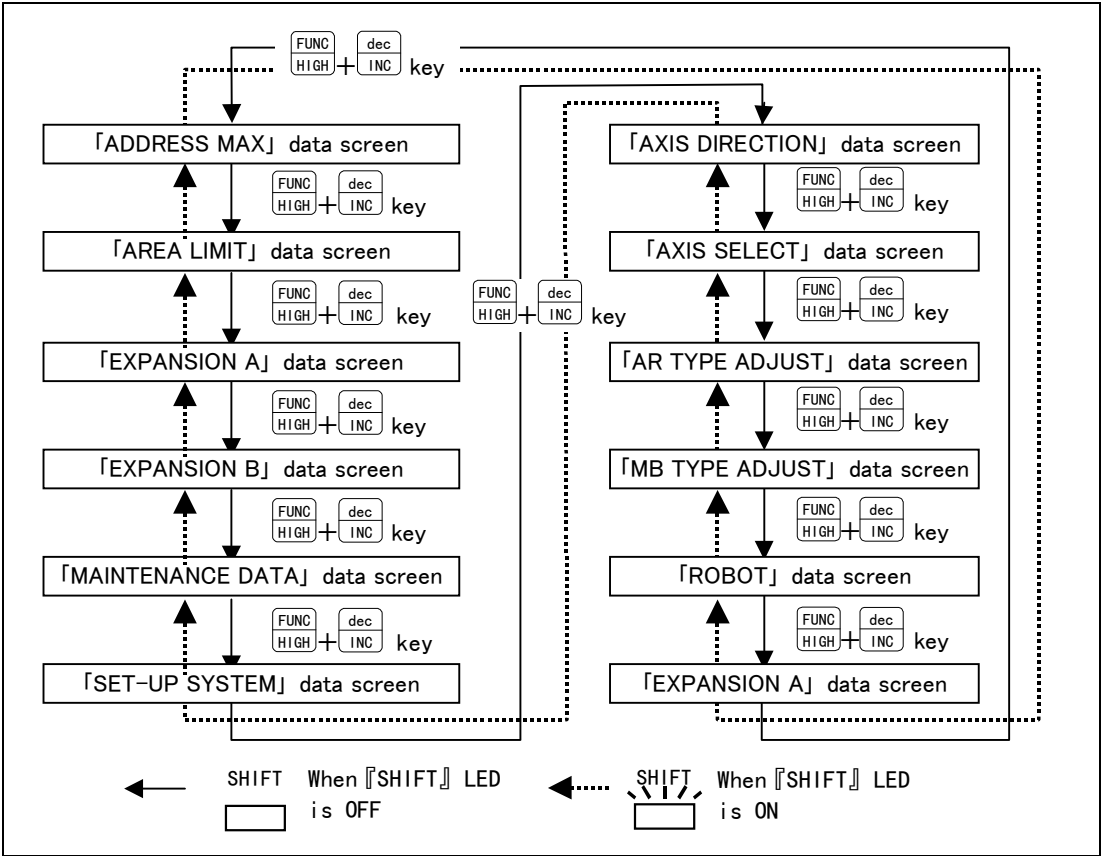 FUNC HIGH + dec INC key
「ADDRESS MAX」 data screen
FUNC HIGH + dec INC key
「AREA LIMIT」 data screen
FUNC HIGH + dec INC key
「EXPANSION A」 data screen
FUNC HIGH + dec INC key
「EXPANSION B」 data screen
FUNC HIGH + dec INC key
「MAINTENANCE DATA」 data screen
FUNC HIGH + dec INC key
「SET-UP SYSTEM」 data screen
FUNC HIGH + dec INC key
「AXIS DIRECTION」 data screen
FUNC HIGH + dec INC key
「AXIS SELECT」 data screen
FUNC HIGH + dec INC key
「AR TYPE ADJUST」 data screen
FUNC HIGH + dec INC key
「MB TYPE ADJUST」 data screen
FUNC HIGH + dec INC key
「ROBOT」 data screen
FUNC HIGH + dec INC key
「EXPANSION A」 data screen
SHIFT When『SHIFT』 LED
is OFF
SHIFT When『SHIFT』 LED
is ON